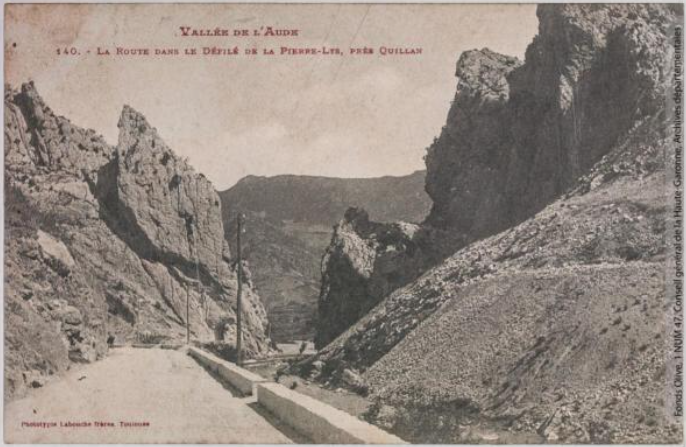 VALLÉE DE L'AUDE
140. - LA ROUTE DANS LE DÉFILÉ DE LA PIERRE-LYS, PRÈS QUILLAN
Phototypie Labouche frères, Toulouse
Fonds Olive, 1 NUM 47, Conseil général de la Haute-Garonne, Archives départementales